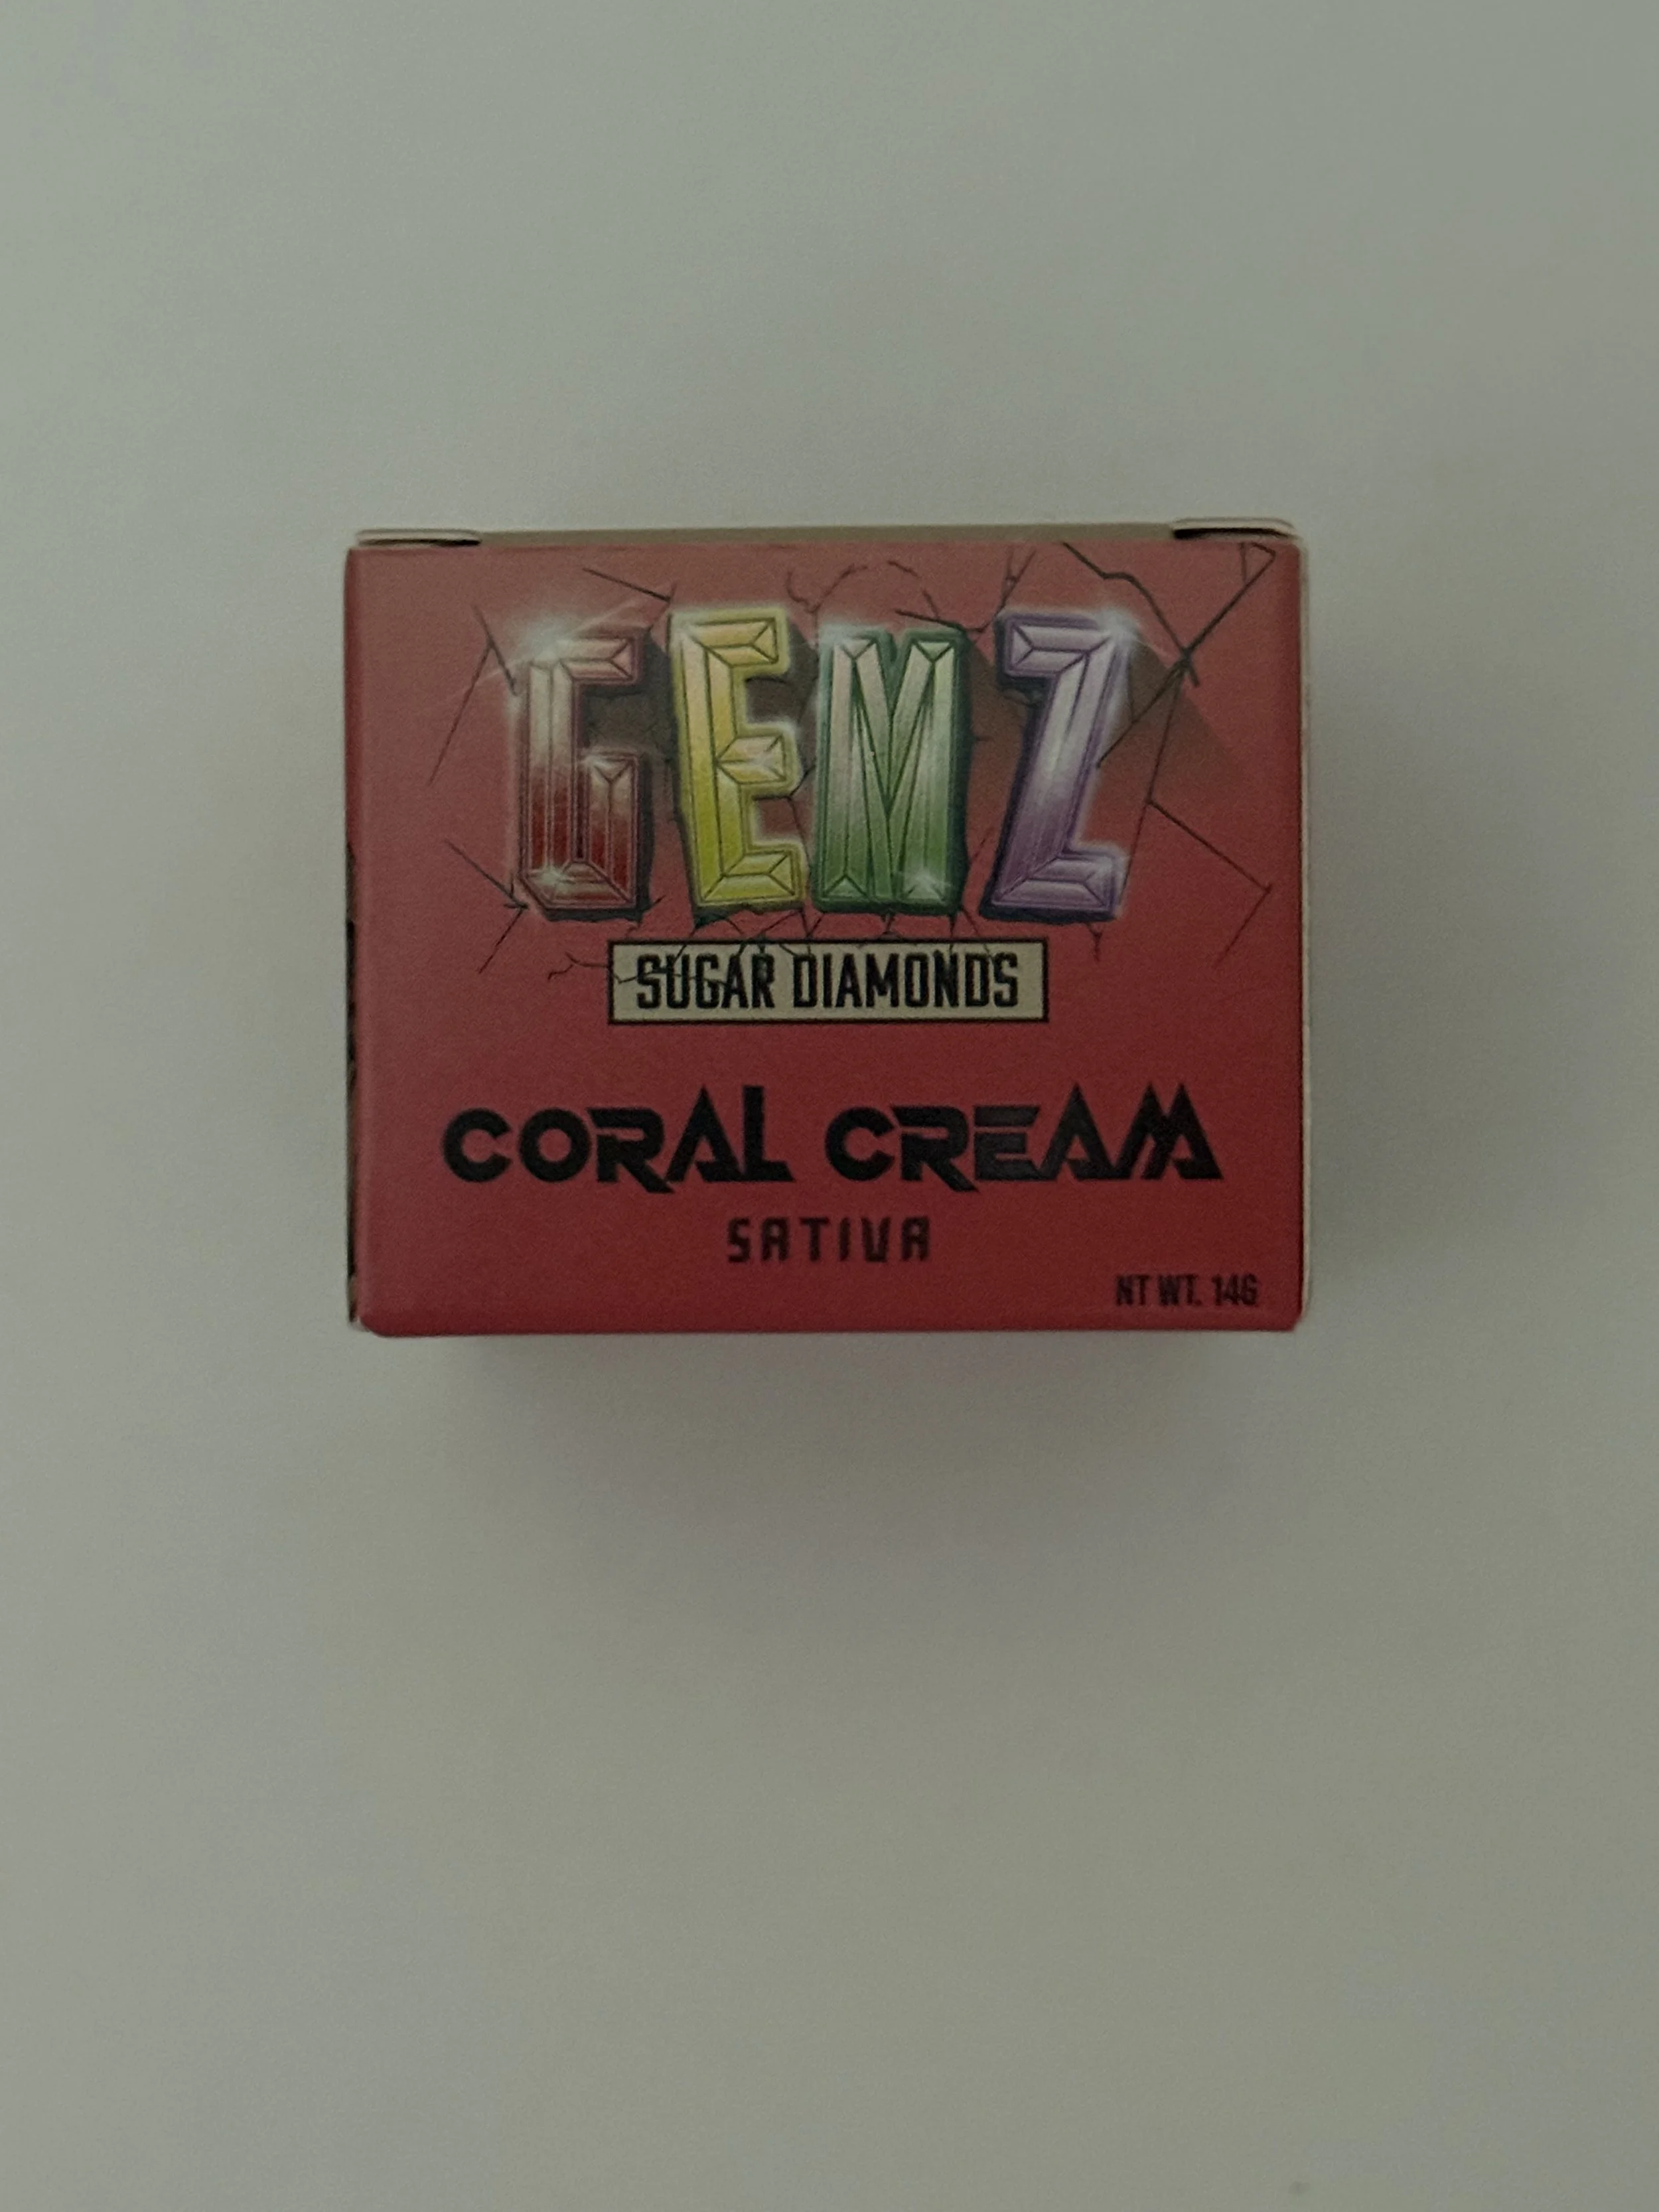 GEMZ
SUGAR DIAMONDS
CORAL CREAM
SATIVA
NT WT. 14G